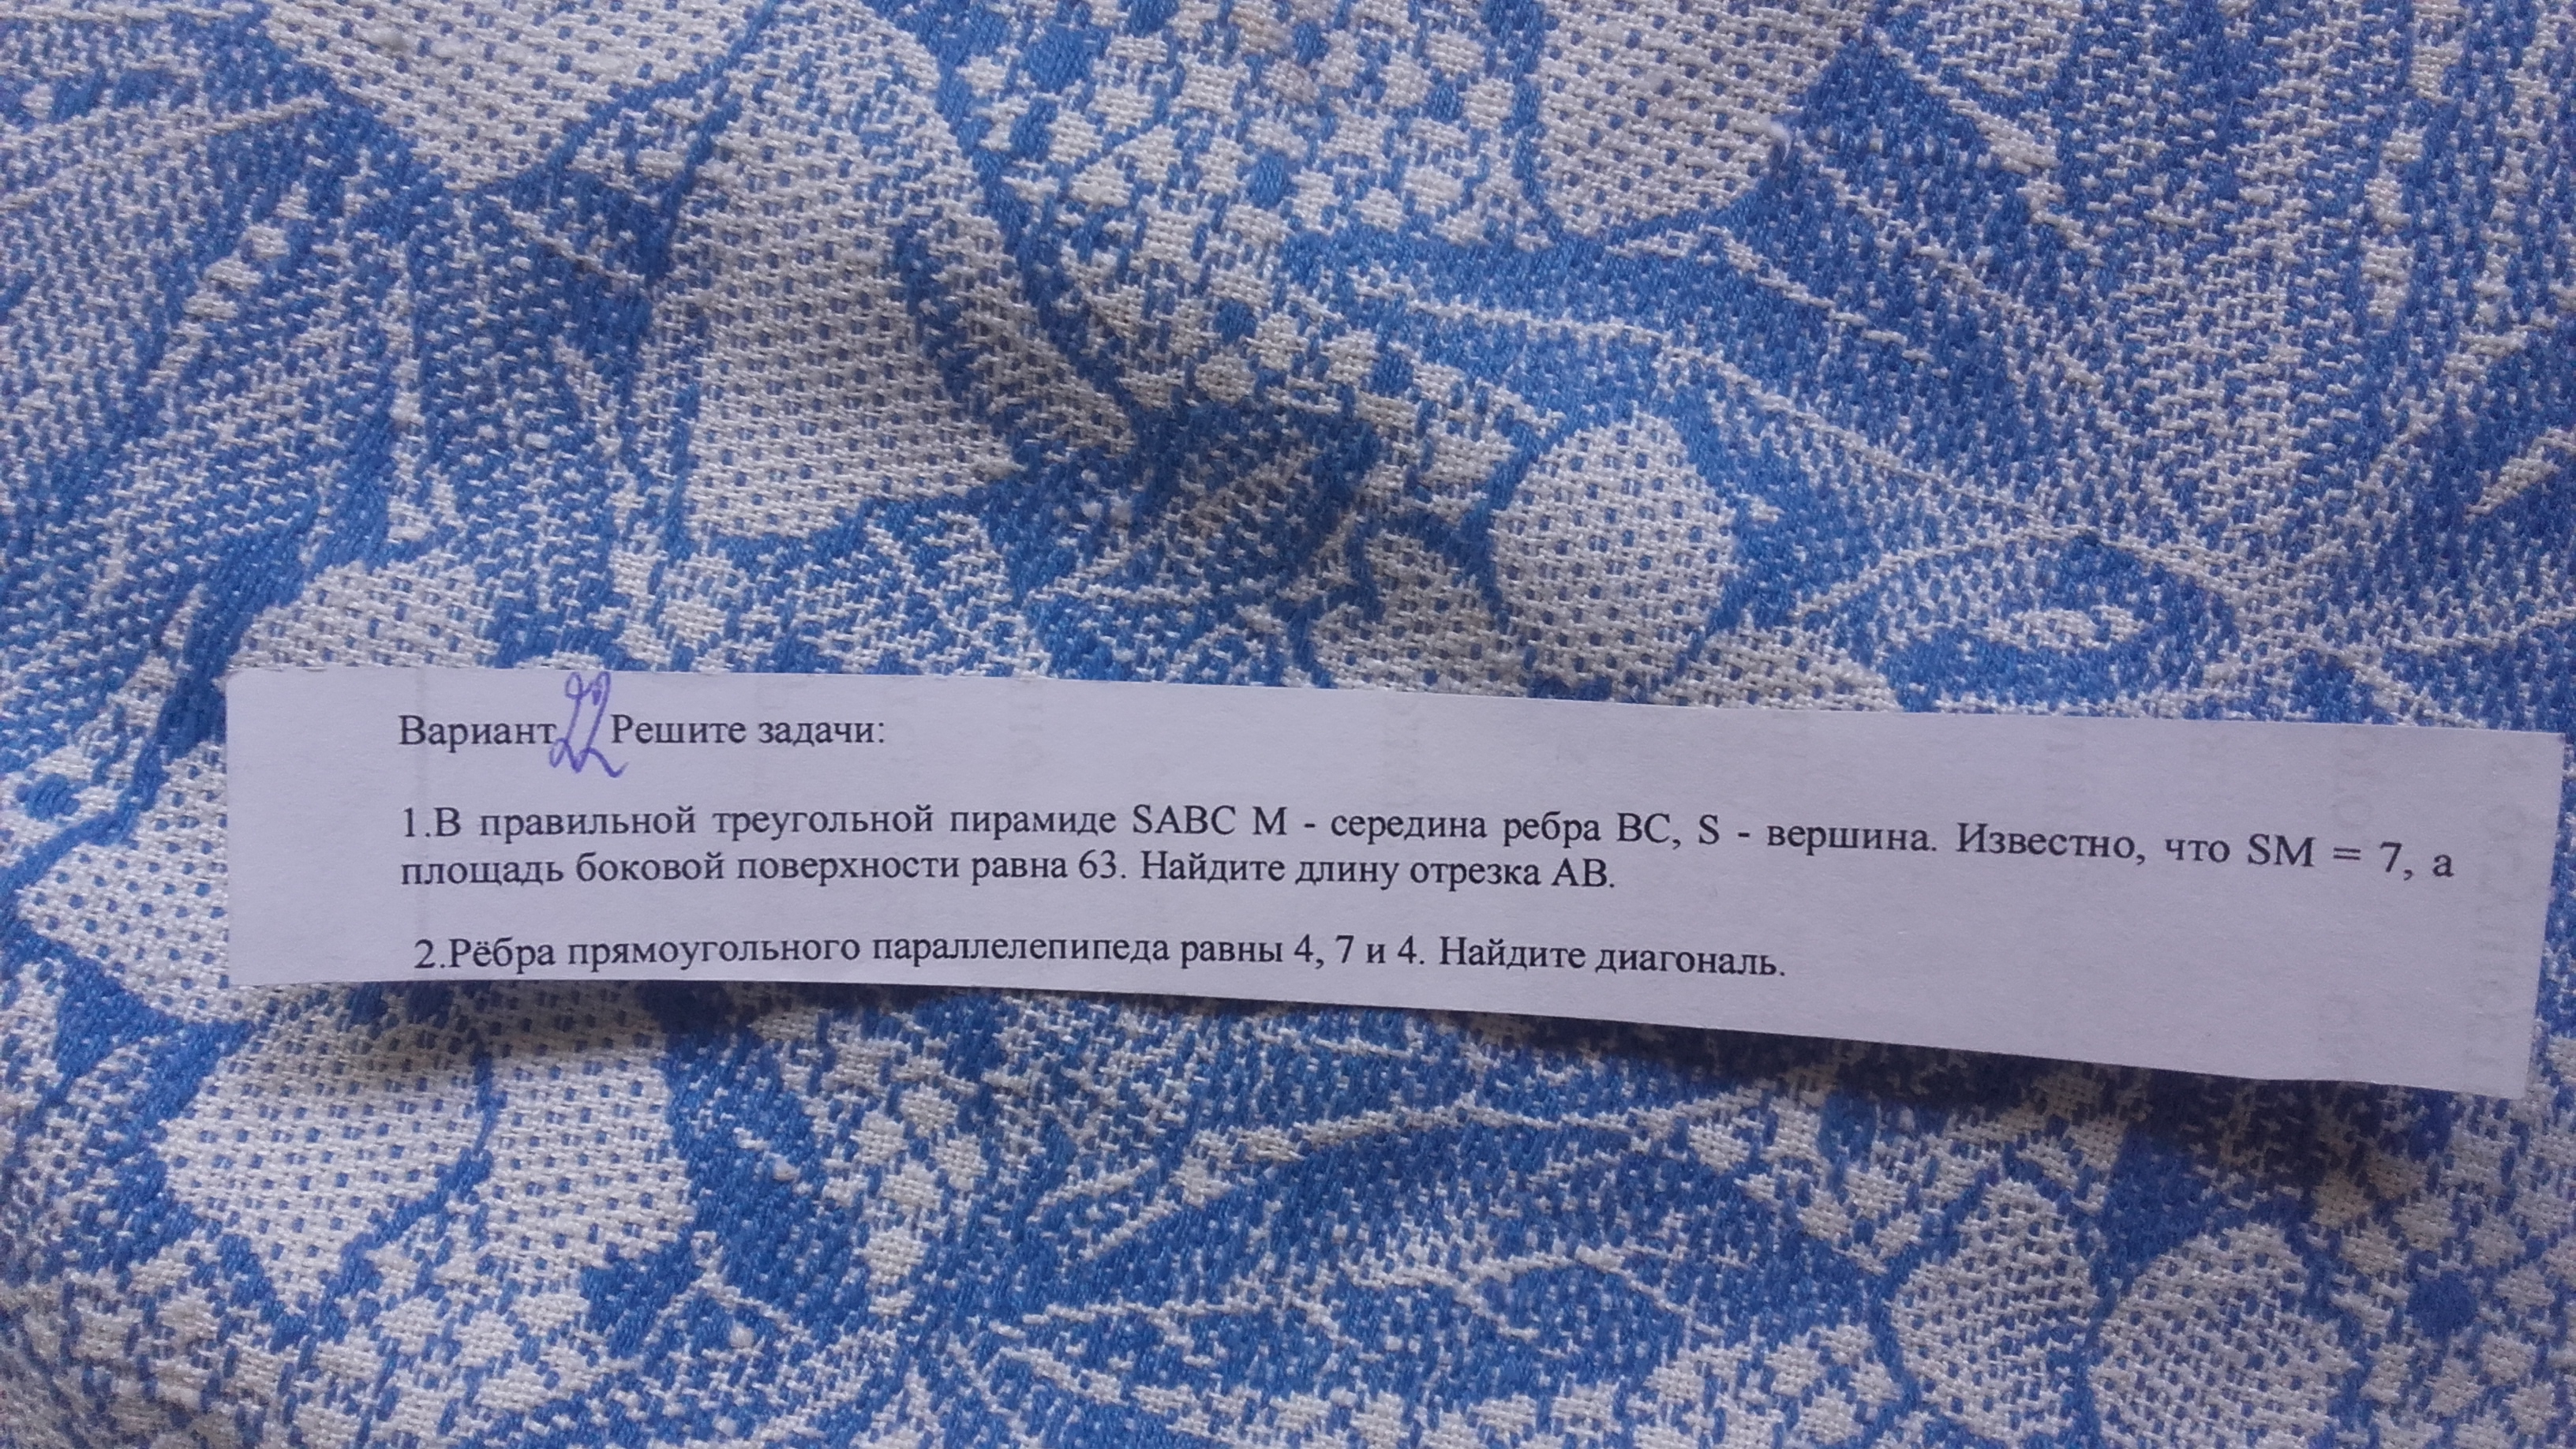 Вариант 22 Решите задачи:
1.В правильной треугольной пирамиде SABC M - середина ребра BC, S - вершина. Известно, что SM = 7, а
площадь боковой поверхности равна 63. Найдите длину отрезка AB.
2.Рёбра прямоугольного параллелепипеда равны 4, 7 и 4. Найдите диагональ.